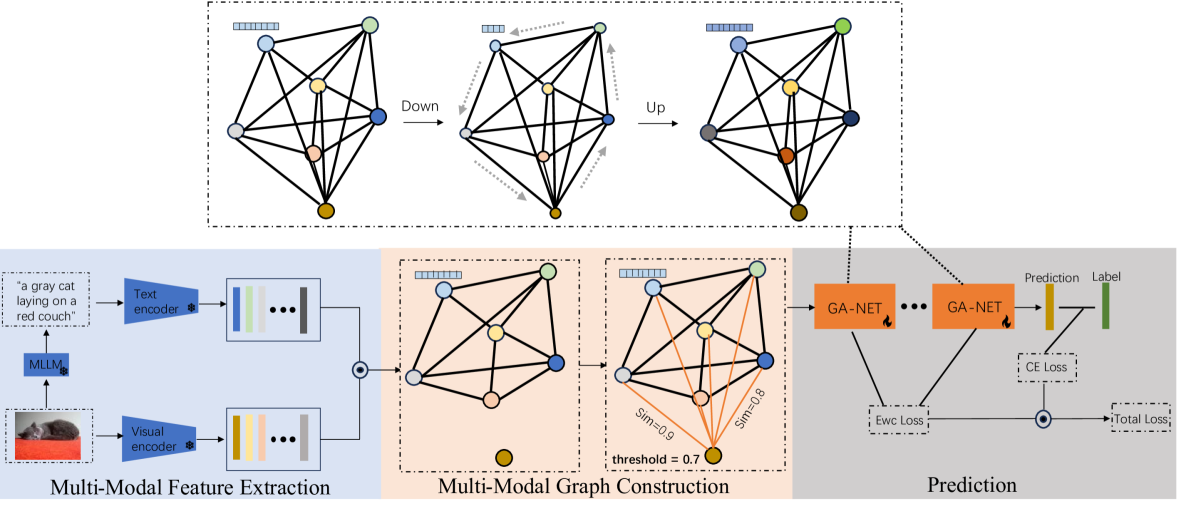 Down
Up
"a gray cat
laying on a
red couch"
Text
encoder
MLLM
Visual
encoder
Multi-Modal Feature Extraction
Sim=0.9
Sim=0.8
threshold = 0.7
Multi-Modal Graph Construction
GA-NET
GA-NET
Prediction
Label
CE Loss
Ewc Loss
Total Loss
Prediction